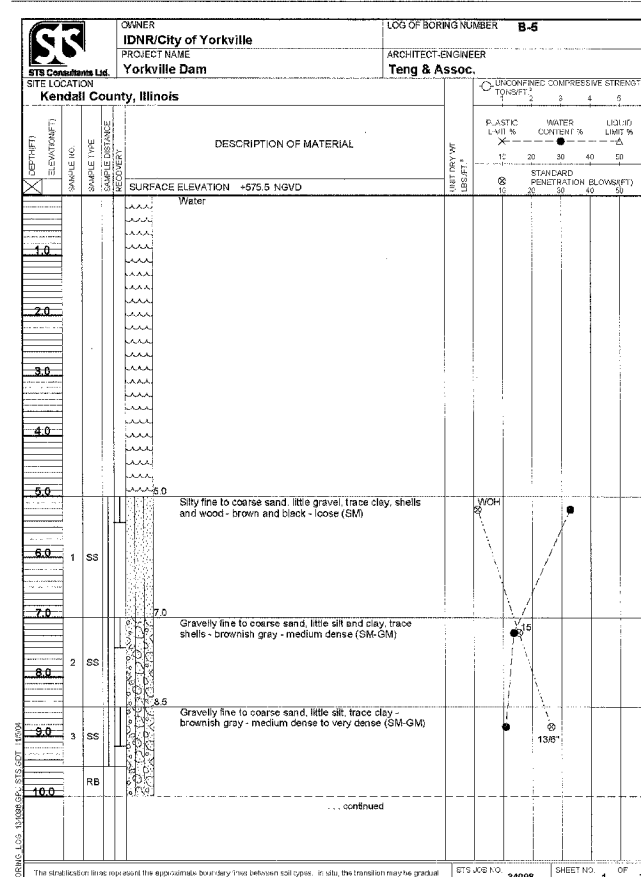 STS
STS Consultants Ltd.
OWNER
IDNR/City of Yorkville
LOG OF BORING NUMBER B-5
PROJECT NAME
Yorkville Dam
ARCHITECT-ENGINEER
Teng & Assoc.
SITE LOCATION
Kendall County, Illinois
UNCONFINED COMPRESSIVE STRENGT
TONS/FT.²
1 2 3 4 5
DEPTH(FT)
ELEVATION(FT)
SAMPLE NO.
SAMPLE TYPE
SAMPLE DISTANCE
RECOVERY
DESCRIPTION OF MATERIAL
UNIT DRY WT.
LBS./FT.³
PLASTIC WATER LIQUID
LIMIT % CONTENT % LIMIT %
10 20 30 40 50
STANDARD
PENETRATION BLOWS/(FT)
10 20 30 40 50
SURFACE ELEVATION +575.5 NGVD
Water
1.0
2.0
3.0
4.0
5.0 5.0
Silty fine to coarse sand, little gravel, trace clay, shells
and wood - brown and black - loose (SM)
WOH
6.0 1 SS
7.0 7.0
Gravelly fine to coarse sand, little silt and clay, trace
shells - brownish gray - medium dense (SM-GM)
15
2 SS
8.0
8.5
Gravelly fine to coarse sand, little silt, trace clay -
brownish gray - medium dense to very dense (SM-GM)
9.0 3 SS
13/6"
RB
10.0
... continued
The stratification lines represent the approximate boundary lines between soil types. in situ, the transition may be gradual
STS JOB NO.
34098
SHEET NO. OF
1